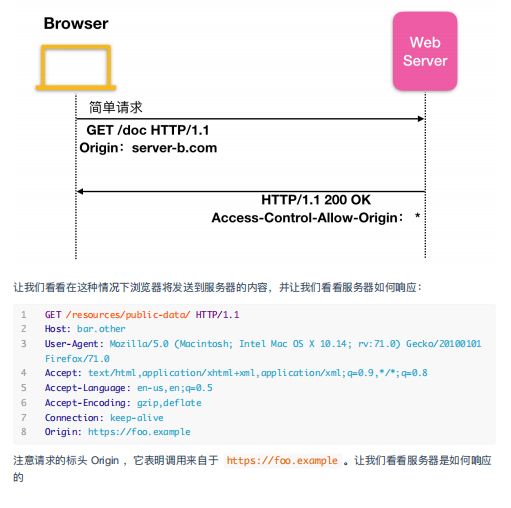 Browser
Web
Server
简单请求
GET /doc HTTP/1.1
Origin：server-b.com
HTTP/1.1 200 OK
Access-Control-Allow-Origin： *
让我们看看在这种情况下浏览器将发送到服务器的内容，并让我们看看服务器如何响应：
1 GET /resources/public-data/ HTTP/1.1
2 Host: bar.other
3 User-Agent: Mozilla/5.0 (Macintosh; Intel Mac OS X 10.14; rv:71.0) Gecko/20100101
Firefox/71.0
4 Accept: text/html,application/xhtml+xml,application/xml;q=0.9,*/*;q=0.8
5 Accept-Language: en-us,en;q=0.5
6 Accept-Encoding: gzip,deflate
7 Connection: keep-alive
8 Origin: https://foo.example
注意请求的标头 Origin ，它表明调用来自于 https://foo.example 。让我们看看服务器是如何响应
的